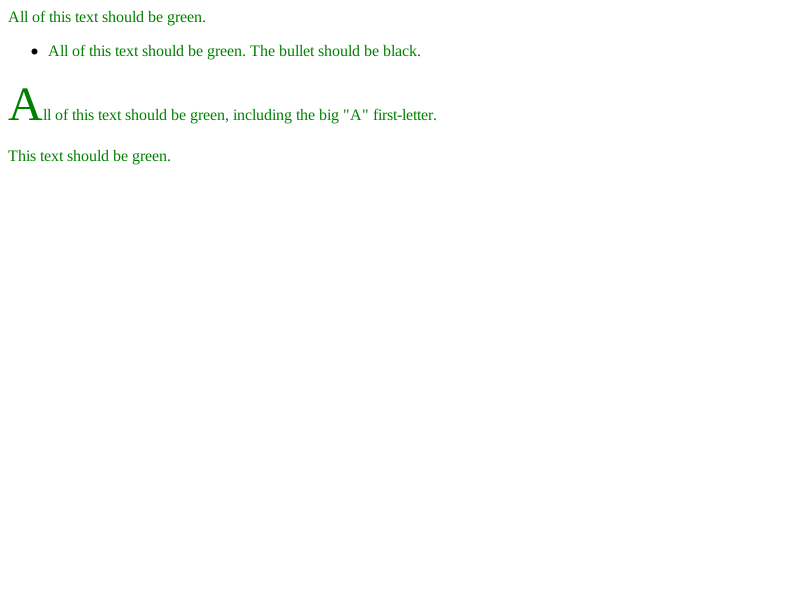 All of this text should be green.
• All of this text should be green. The bullet should be black.
All of this text should be green, including the big "A" first-letter.
This text should be green.